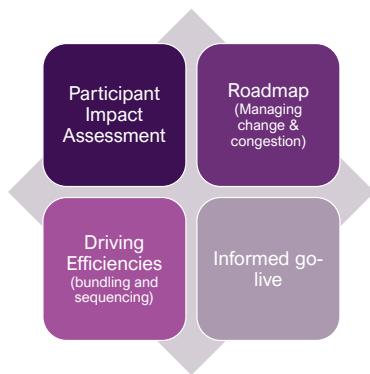 Participant
Impact
Assessment
Roadmap
(Managing
change &
congestion)
Driving
Efficiencies
(bundling and
sequencing)
Informed go-
live